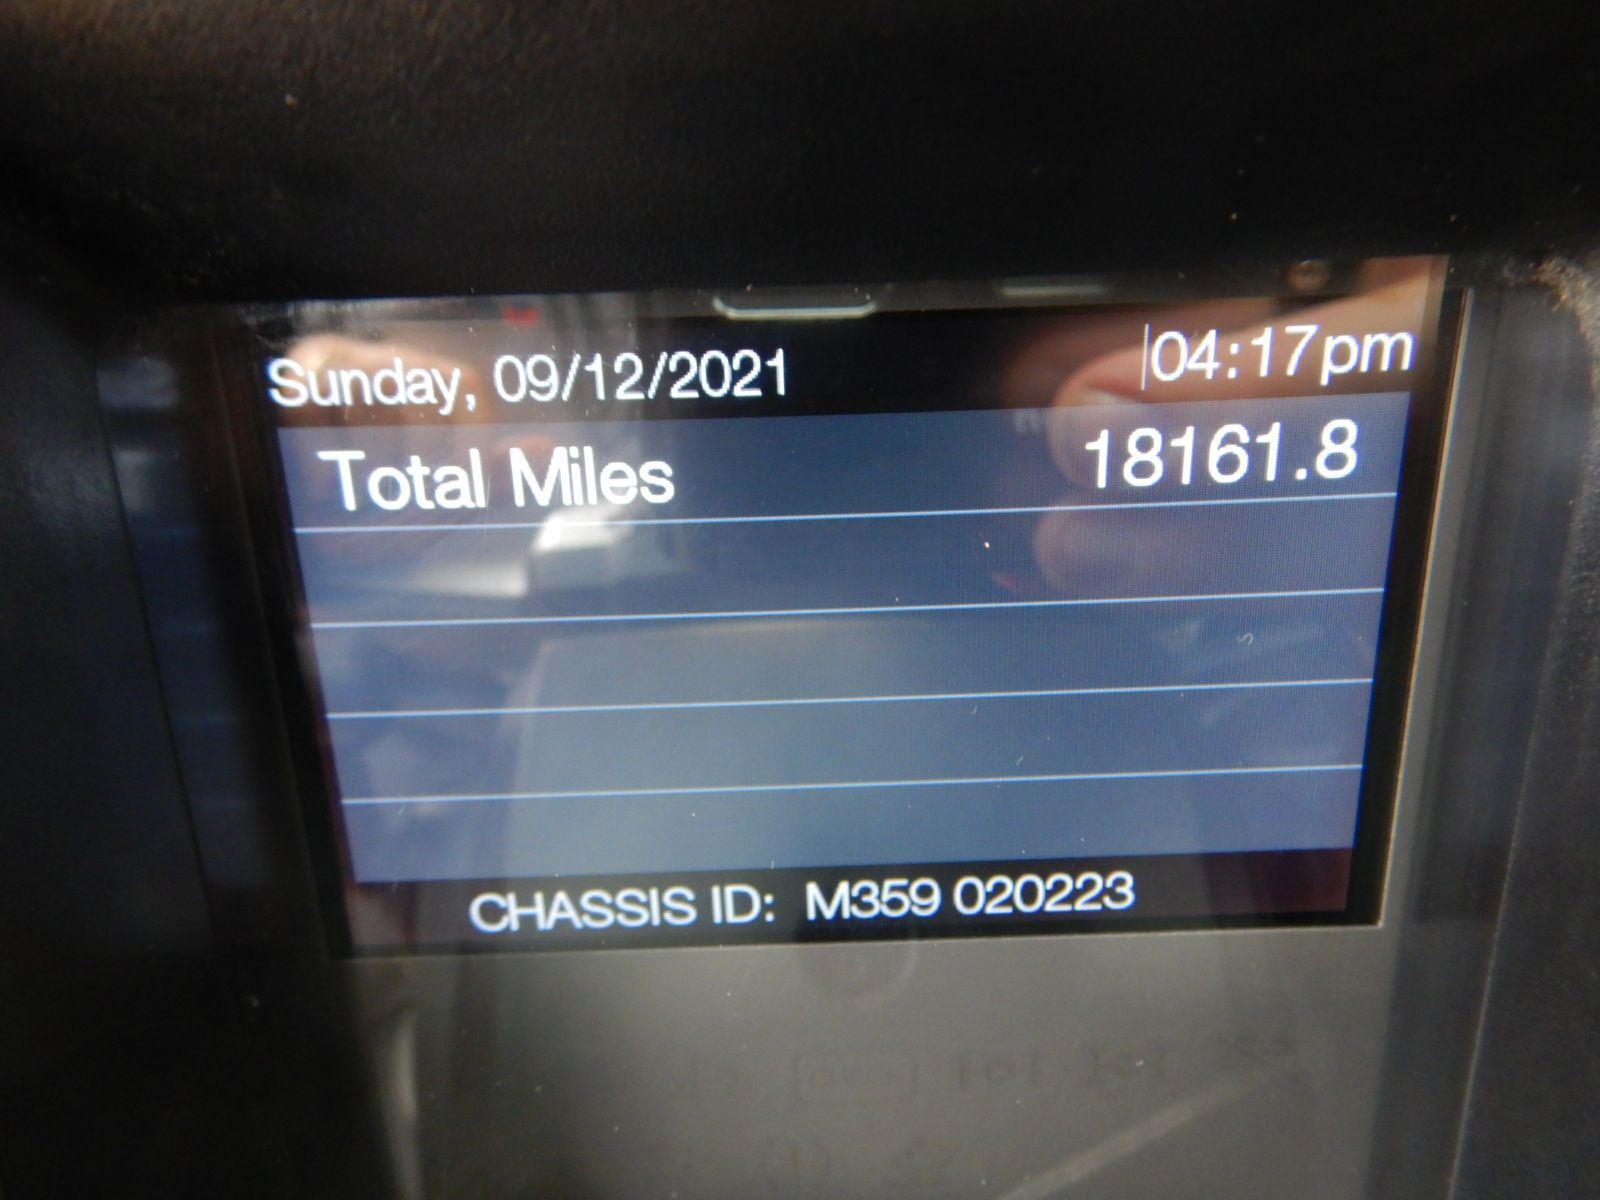 Sunday, 09/12/2021 04:17pm
Total Miles 18161.8
CHASSIS ID: M359 020223